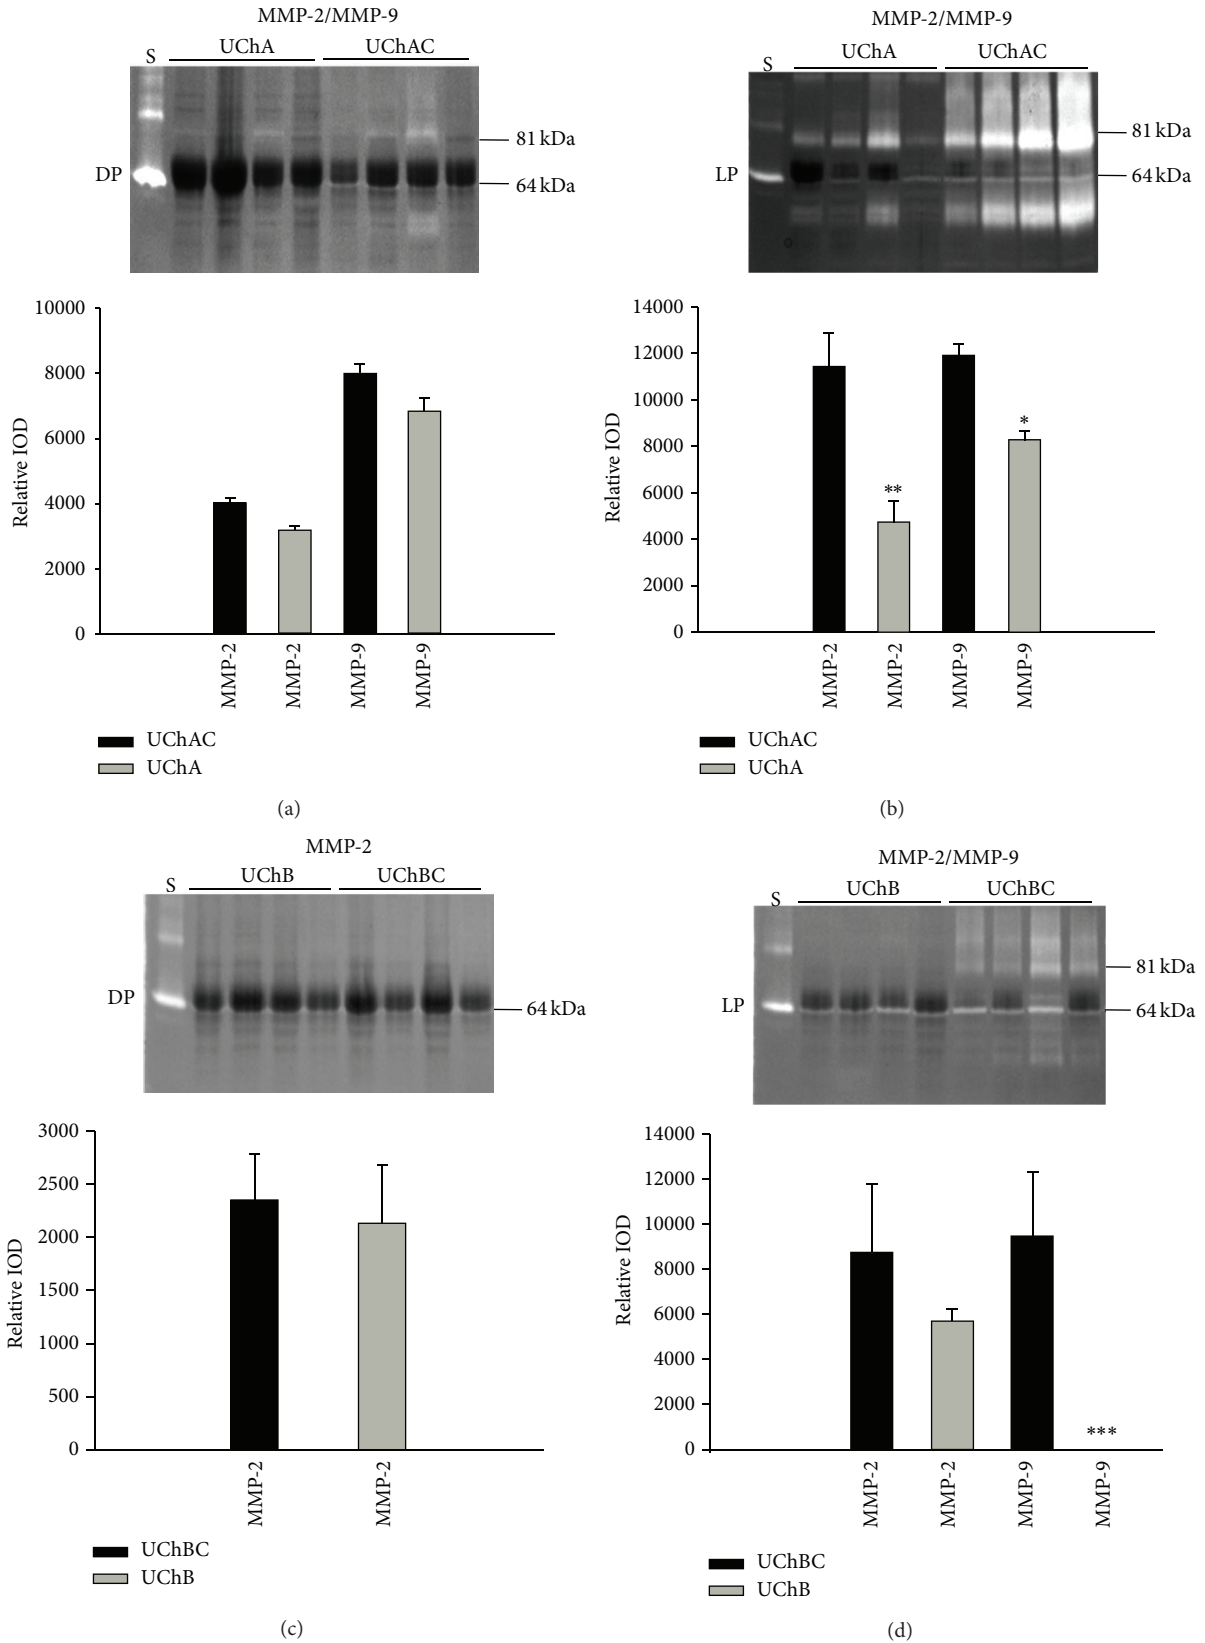 MMP-2/MMP-9
S UChA UChAC
DP
81 kDa
64 kDa
10000
8000
6000
4000
2000
0
Relative IOD
MMP-2 MMP-2 MMP-9 MMP-9
UChAC
UChA
(a)
MMP-2/MMP-9
S UChA UChAC
LP
81 kDa
64 kDa
14000
12000
10000
8000
6000
4000
2000
0
Relative IOD
**
*
MMP-2 MMP-2 MMP-9 MMP-9
UChAC
UChA
(b)
MMP-2
S UChB UChBC
DP
64 kDa
3000
2500
2000
1500
1000
500
0
Relative IOD
MMP-2 MMP-2
UChBC
UChB
(c)
MMP-2/MMP-9
S UChB UChBC
LP
81 kDa
64 kDa
14000
12000
10000
8000
6000
4000
2000
0
Relative IOD
***
MMP-2 MMP-2 MMP-9 MMP-9
UChBC
UChB
(d)